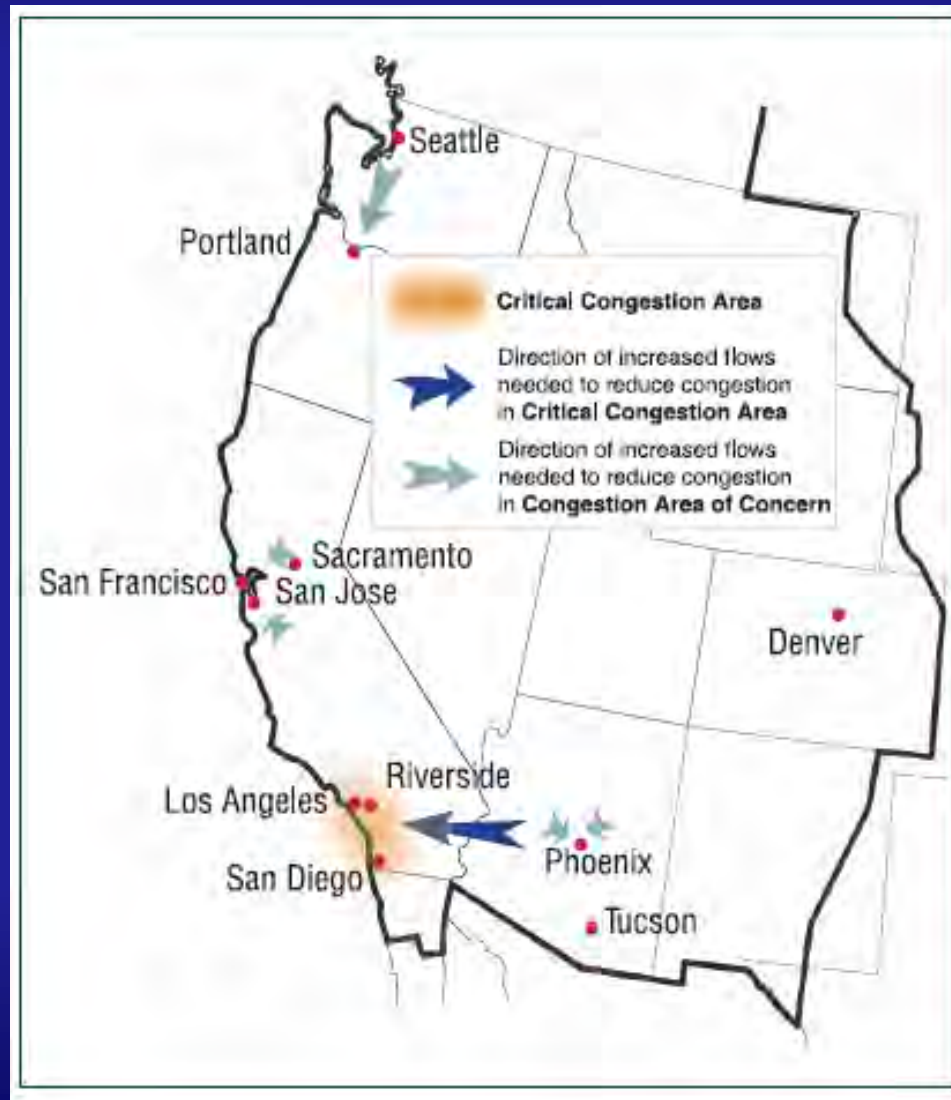 Seattle
Portland
Critical Congestion Area
Direction of increased flows
needed to reduce congestion
in Critical Congestion Area
Direction of increased flows
needed to reduce congestion
in Congestion Area of Concern
Sacramento
San Francisco
San Jose
Denver
Riverside
Los Angeles
Phoenix
San Diego
Tucson